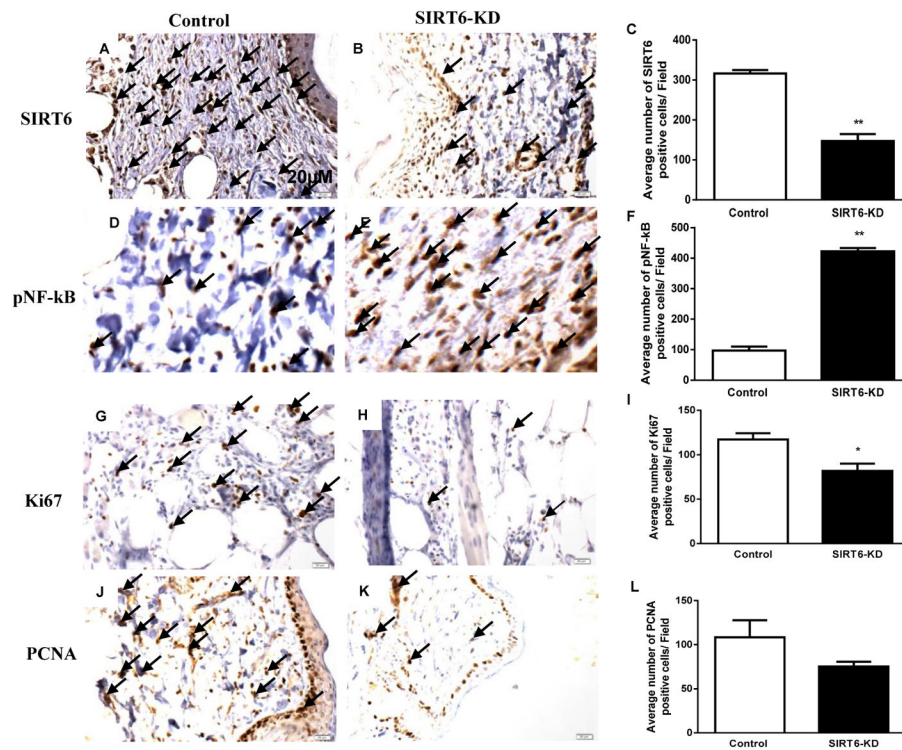 Control
SIRT6-KD
SIRT6
A
20µM
B
C
Average number of SIRT6
positive cells/ Field
400
300
200
100
0
**
Control
SIRT6-KD
pNF-kB
D
E
F
Average number of pNF-kB
positive cells/ Field
500
400
300
200
100
0
**
Control
SIRT6-KD
Ki67
G
H
I
Average number of Ki67
positive cells/ Field
150
100
50
0
*
Control
SIRT6-KD
PCNA
J
K
L
Average number of PCNA
positive cells/ Field
150
100
50
0
Control
SIRT6-KD